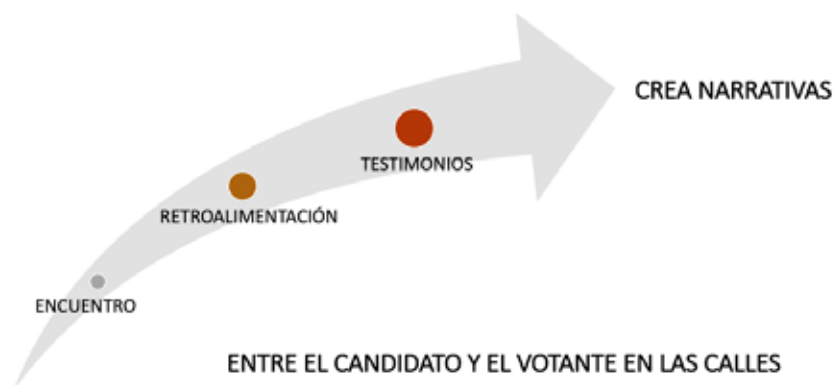 CREA NARRATIVAS
TESTIMONIOS
RETROALIMENTACIÓN
ENCUENTRO
ENTRE EL CANDIDATO Y EL VOTANTE EN LAS CALLES